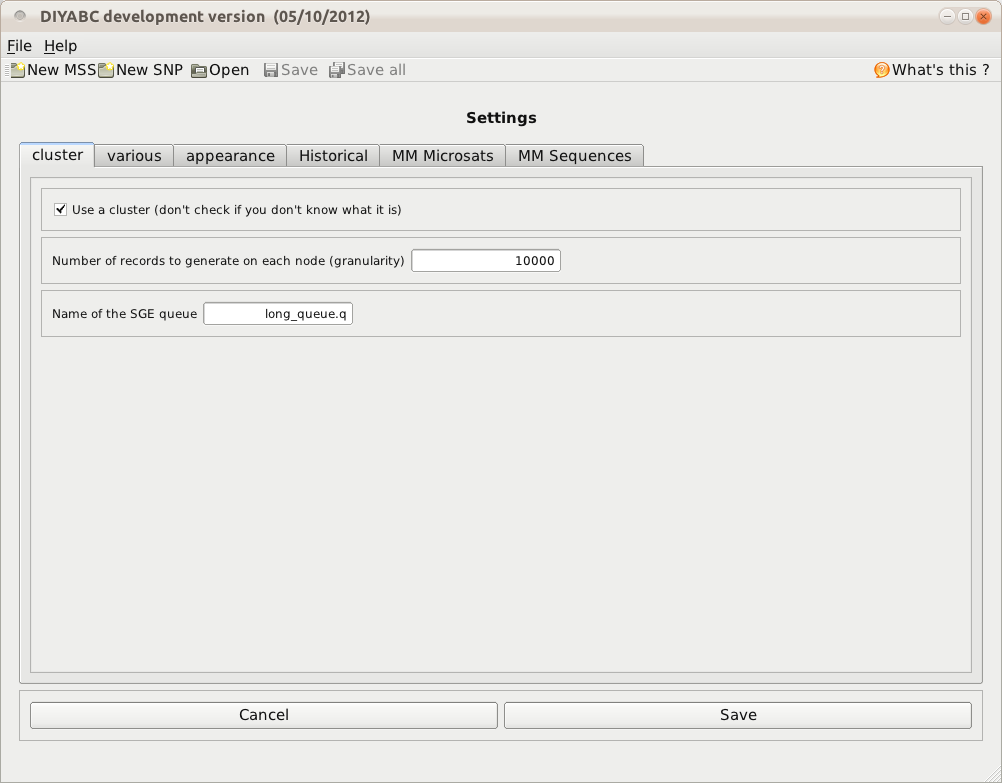 DIYABC development version (05/10/2012)
File Help
New MSS New SNP Open Save Save all What's this ?
Settings
cluster various appearance Historical MM Microsats MM Sequences
Use a cluster (don't check if you don't know what it is)
Number of records to generate on each node (granularity) 10000
Name of the SGE queue long_queue.q
Cancel Save